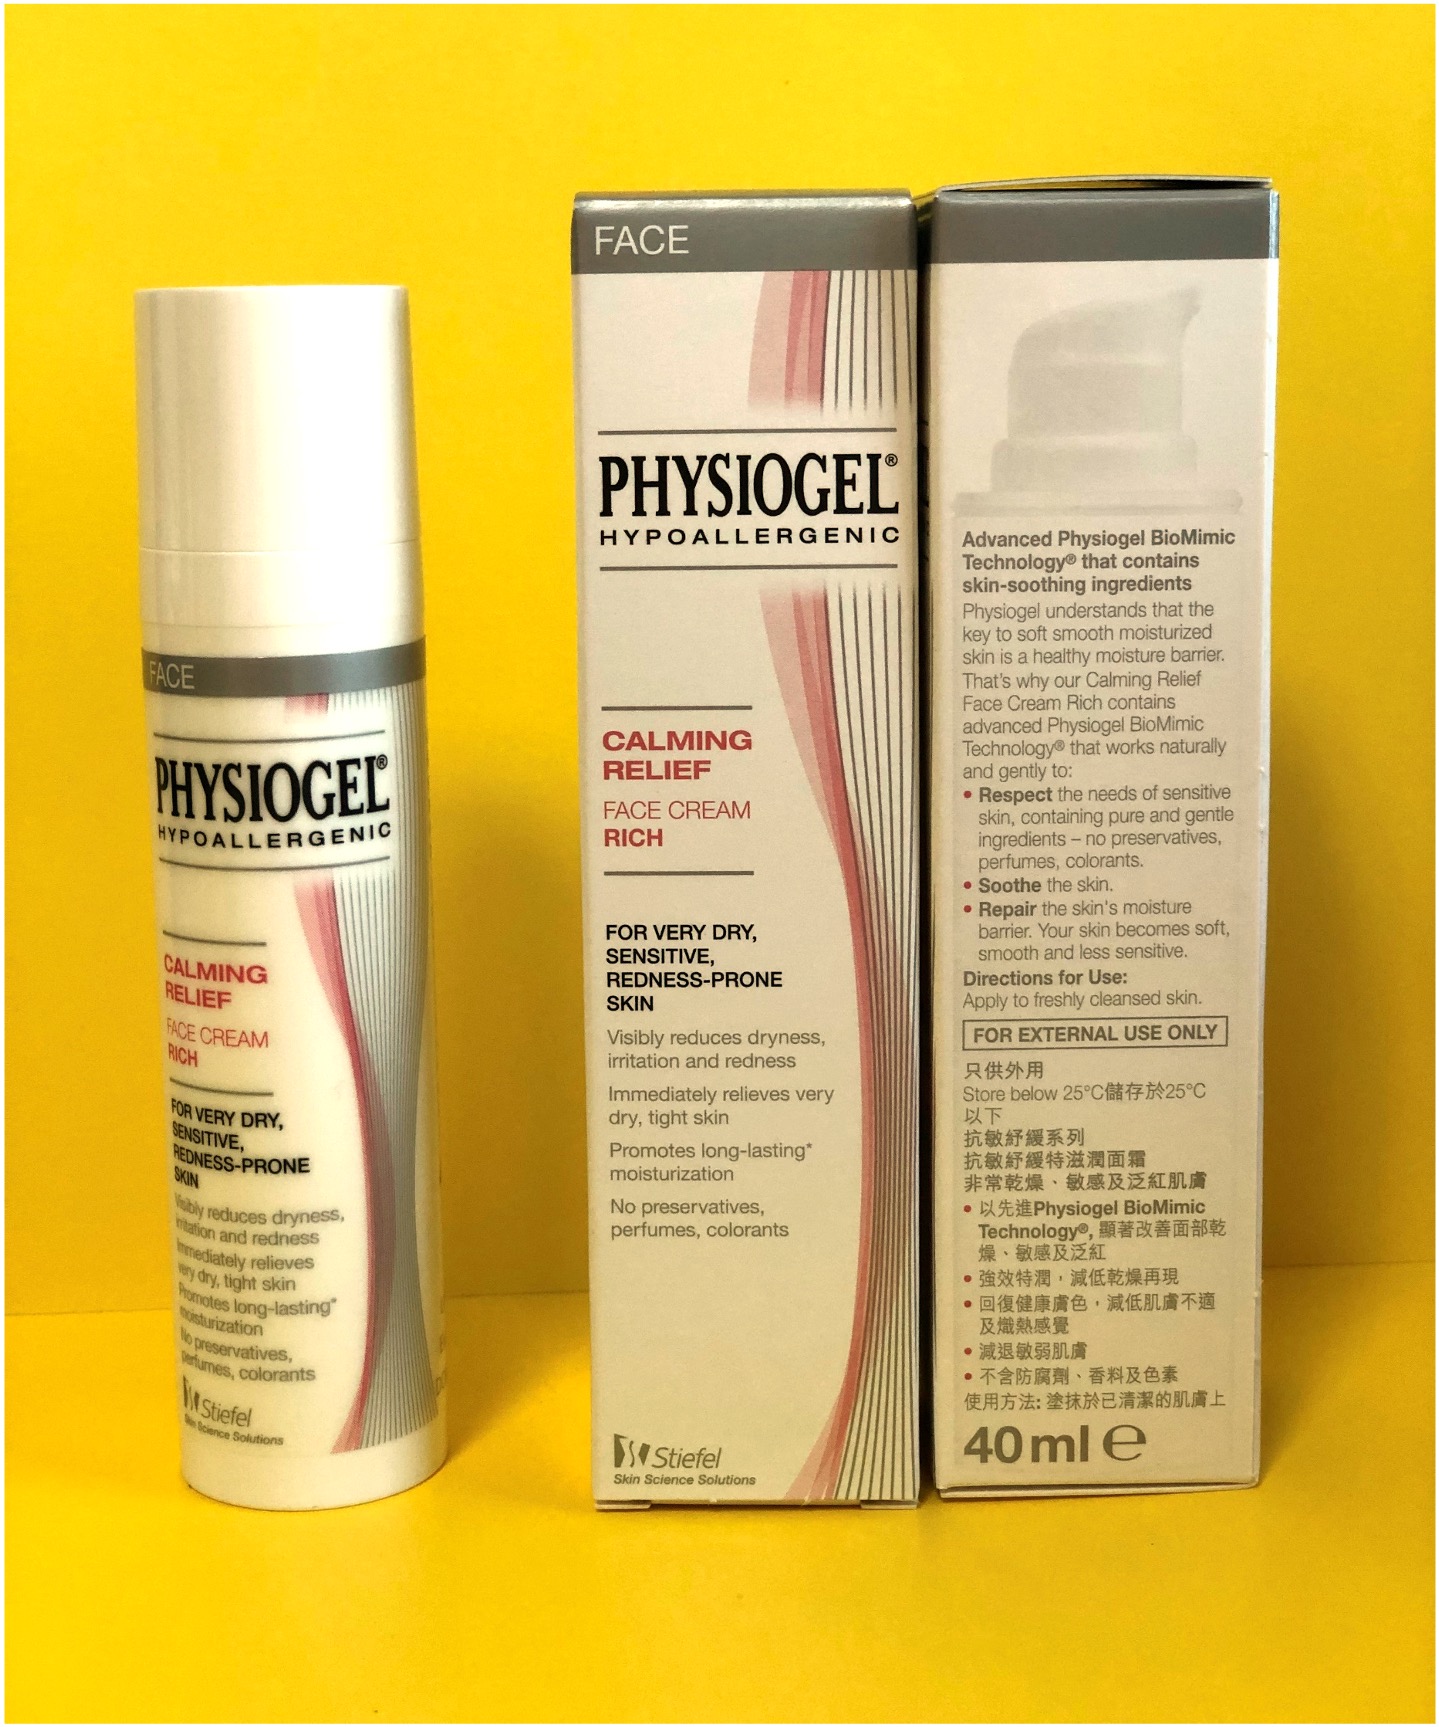 FACE
PHYSIOGEL®
HYPOALLERGENIC
CALMING
RELIEF
FACE CREAM
RICH
FOR VERY DRY,
SENSITIVE,
REDNESS-PRONE
SKIN
Visibly reduces dryness,
irritation and redness
Immediately relieves
very dry, tight skin
Promotes long-lasting*
moisturization
No preservatives,
perfumes, colorants
Stiefel
Skin Science Solutions
FACE
PHYSIOGEL®
HYPOALLERGENIC
CALMING
RELIEF
FACE CREAM
RICH
FOR VERY DRY,
SENSITIVE,
REDNESS-PRONE
SKIN
Visibly reduces dryness,
irritation and redness
Immediately relieves very
dry, tight skin
Promotes long-lasting*
moisturization
No preservatives,
perfumes, colorants
Stiefel
Skin Science Solutions
Advanced Physiogel BioMimic
Technology® that contains
skin-soothing ingredients
Physiogel understands that the
key to soft smooth moisturized
skin is a healthy moisture barrier.
That's why our Calming Relief
Face Cream Rich contains
advanced Physiogel BioMimic
Technology® that works naturally
and gently to:
• Respect the needs of sensitive
skin, containing pure and gentle
ingredients – no preservatives,
perfumes, colorants.
• Soothe the skin.
• Repair the skin's moisture
barrier. Your skin becomes soft,
smooth and less sensitive.
Directions for Use:
Apply to freshly cleansed skin.
FOR EXTERNAL USE ONLY
只供外用
Store below 25°C儲存於25°C
以下
抗敏紓緩系列
抗敏紓緩特滋潤面霜
非常乾燥、敏感及泛紅肌膚
• 以先進Physiogel BioMimic
Technology®, 顯著改善面部乾
燥、敏感及泛紅
• 強效特潤，減低乾燥再現
• 回復健康膚色，減低肌膚不適
及熾熱感覺
• 減退敏弱肌膚
• 不含防腐劑、香料及色素
使用方法: 塗抹於已清潔的肌膚上
40 ml ℮